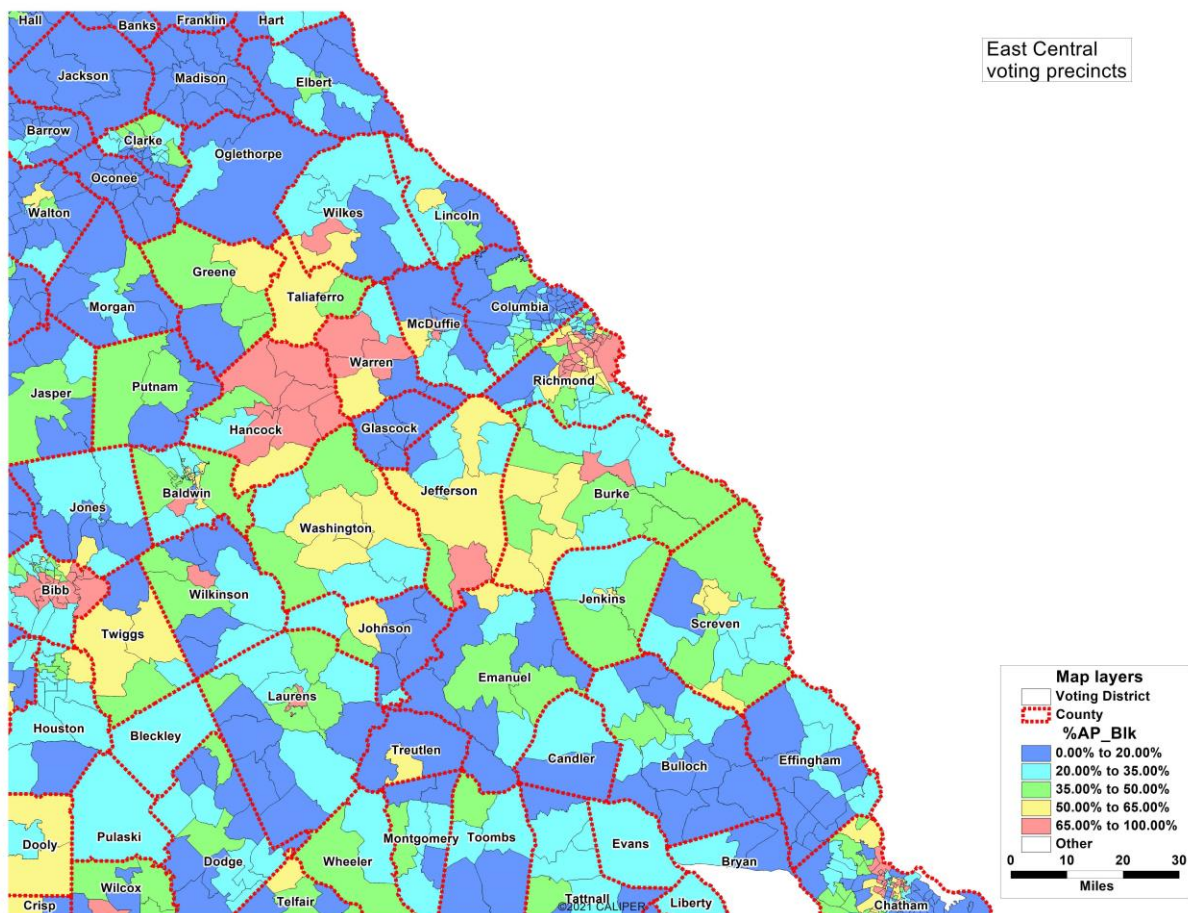 East Central
voting precincts
Hall
Banks
Franklin
Hart
Jackson
Madison
Elbert
Barrow
Clarke
Oglethorpe
Oconee
Walton
Wilkes
Lincoln
Greene
Morgan
Taliaferro
Columbia
McDuffie
Warren
Richmond
Jasper
Putnam
Hancock
Glascock
Baldwin
Jefferson
Burke
Jones
Washington
Bibb
Wilkinson
Jenkins
Twiggs
Johnson
Screven
Laurens
Emanuel
Houston
Bleckley
Treutlen
Candler
Bulloch
Effingham
Pulaski
Dooly
Montgomery
Toombs
Evans
Dodge
Wheeler
Bryan
Wilcox
Crisp
Telfair
Tattnall
Liberty
Chatham
©2021 CALIPER
Map layers
Voting District
County
%AP_Blk
0.00% to 20.00%
20.00% to 35.00%
35.00% to 50.00%
50.00% to 65.00%
65.00% to 100.00%
Other
0 10 20 30
Miles